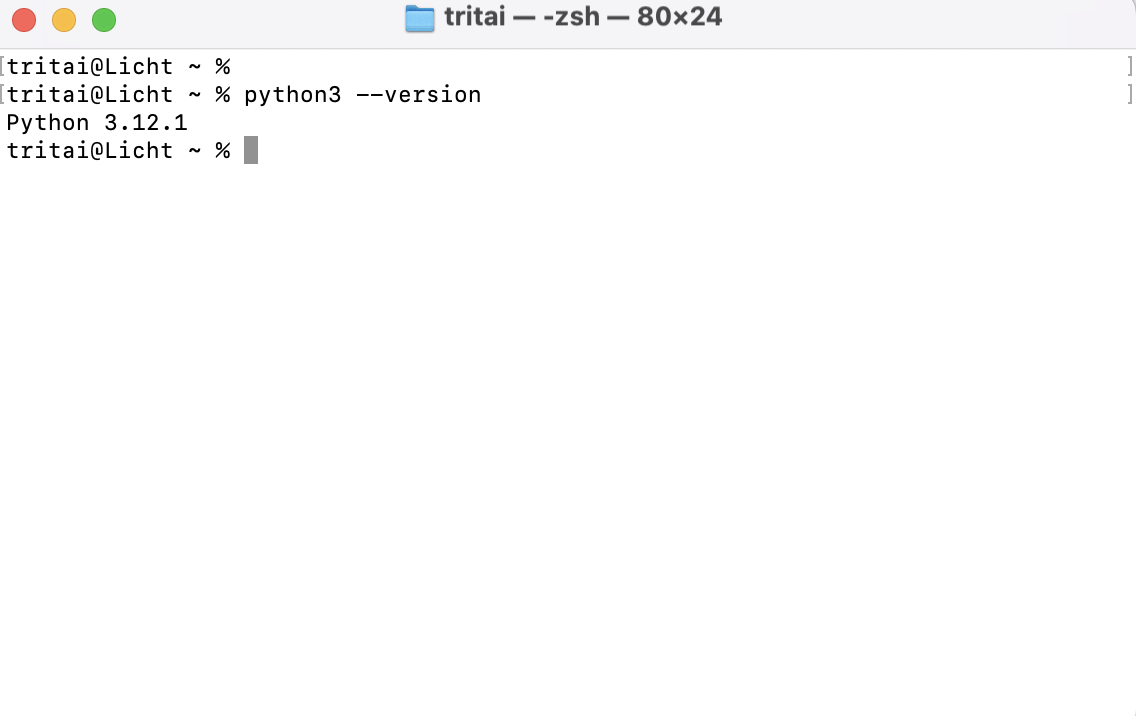 tritai — -zsh — 80×24
[tritai@Licht ~ % ]
[tritai@Licht ~ % python3 --version ]
Python 3.12.1
tritai@Licht ~ %